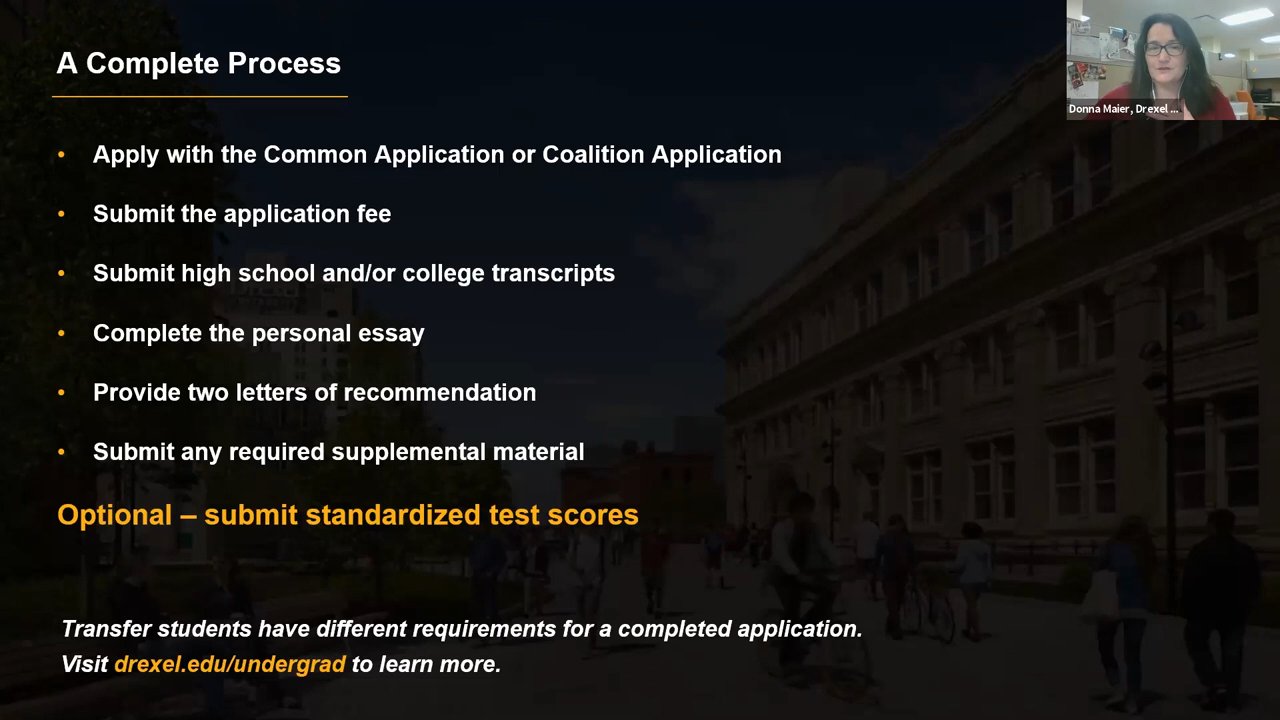 A Complete Process
Donna Maier, Drexel ...
• Apply with the Common Application or Coalition Application
• Submit the application fee
• Submit high school and/or college transcripts
• Complete the personal essay
• Provide two letters of recommendation
• Submit any required supplemental material
Optional – submit standardized test scores
Transfer students have different requirements for a completed application.
Visit drexel.edu/undergrad to learn more.